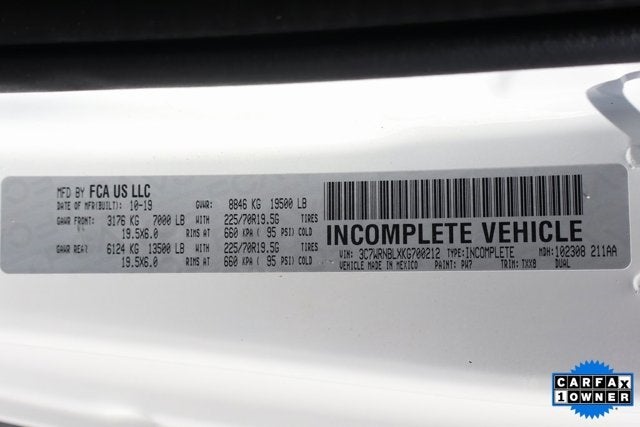 MFD BY FCA US LLC
DATE OF MFR(BUILT): 10-19 GVWR: 8846 KG 19500 LB
GAWR FRONT: 3176 KG 7000 LB WITH 225/70R19.5G TIRES
19.5X6.0 RIMS AT 660 KPA ( 95 PSI) COLD
GAWR REAR: 6124 KG 13500 LB WITH 225/70R19.5G TIRES
19.5X6.0 RIMS AT 660 KPA ( 95 PSI) COLD
INCOMPLETE VEHICLE
VIN: 3C7WRNBLXKG700212 TYPE:INCOMPLETE MDH:102308 211AA
VEHICLE MADE IN MEXICO PAINT: PW7 TRIM: TXX8 DUAL
CARFAX
1 OWNER